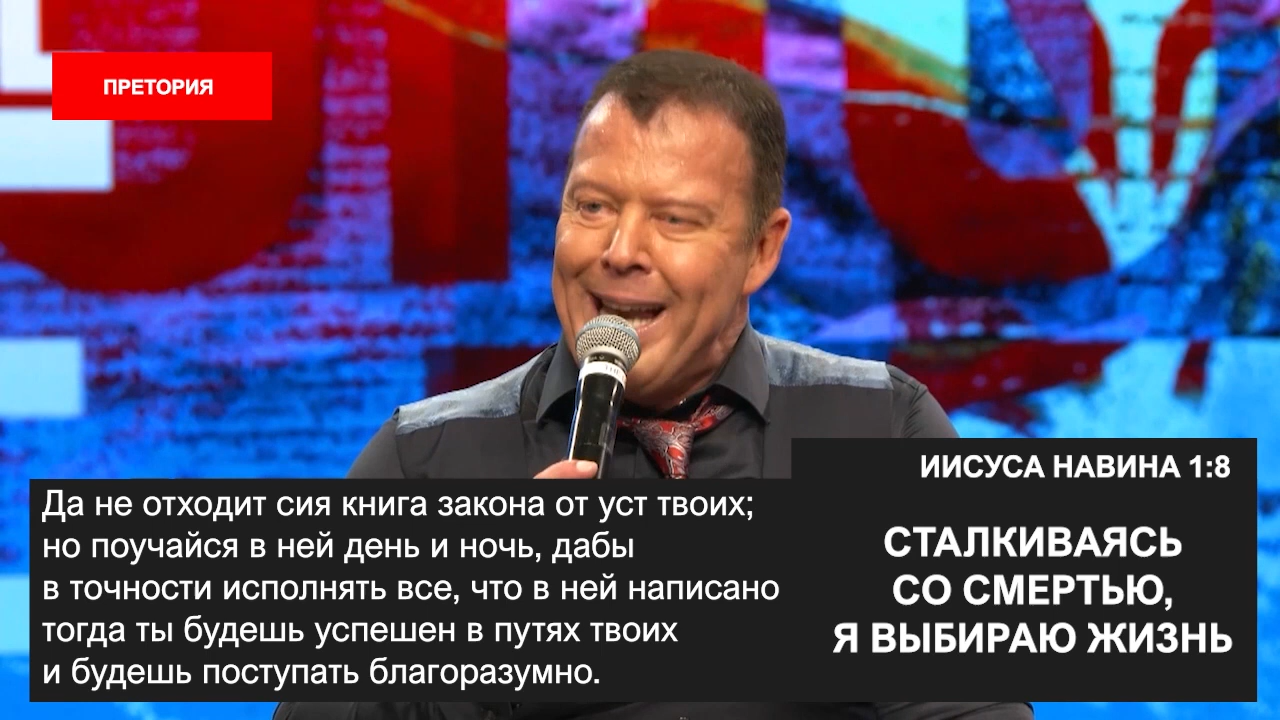 ПРЕТОРИЯ
ИИСУСА НАВИНА 1:8
Да не отходит сия книга закона от уст твоих;
но поучайся в ней день и ночь, дабы
в точности исполнять все, что в ней написано
тогда ты будешь успешен в путях твоих
и будешь поступать благоразумно.
СТАЛКИВАЯСЬ
СО СМЕРТЬЮ,
Я ВЫБИРАЮ ЖИЗНЬ